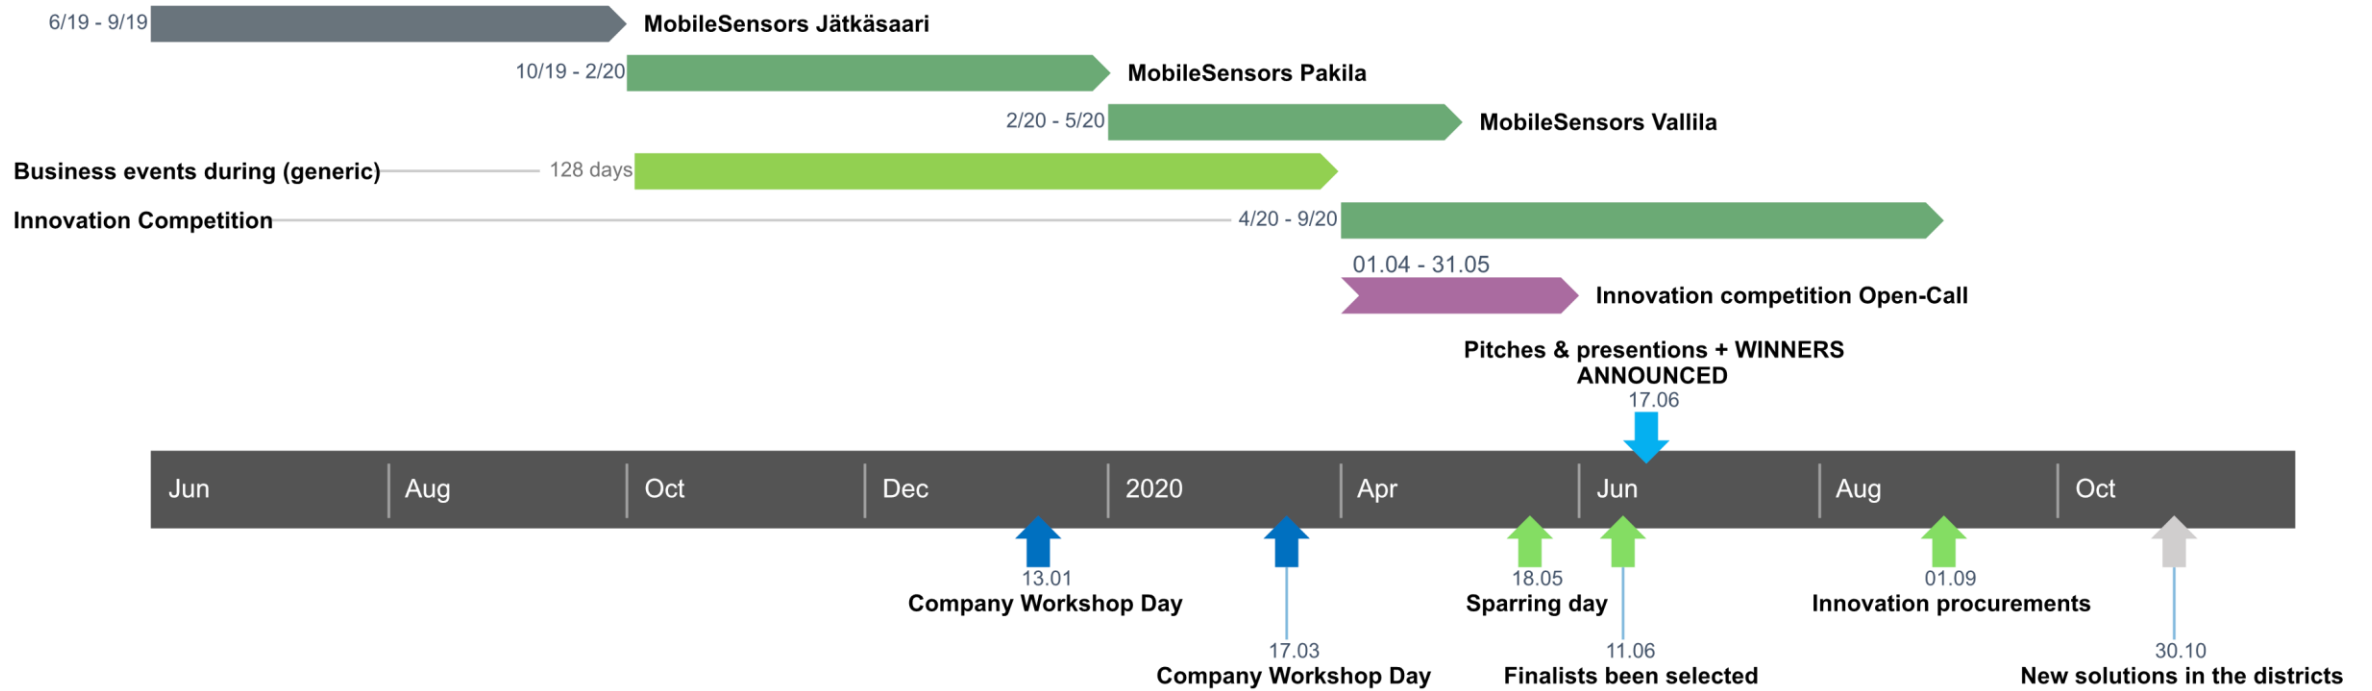 6/19 - 9/19 MobileSensors Jätkäsaari
10/19 - 2/20 MobileSensors Pakila
2/20 - 5/20 MobileSensors Vallila
Business events during (generic) 128 days
Innovation Competition 4/20 - 9/20
01.04 - 31.05
Innovation competition Open-Call
Pitches & presentions + WINNERS
ANNOUNCED
17.06
Jun Aug Oct Dec 2020 Apr Jun Aug Oct
13.01
Company Workshop Day
17.03
Company Workshop Day
18.05
Sparring day
11.06
Finalists been selected
01.09
Innovation procurements
30.10
New solutions in the districts